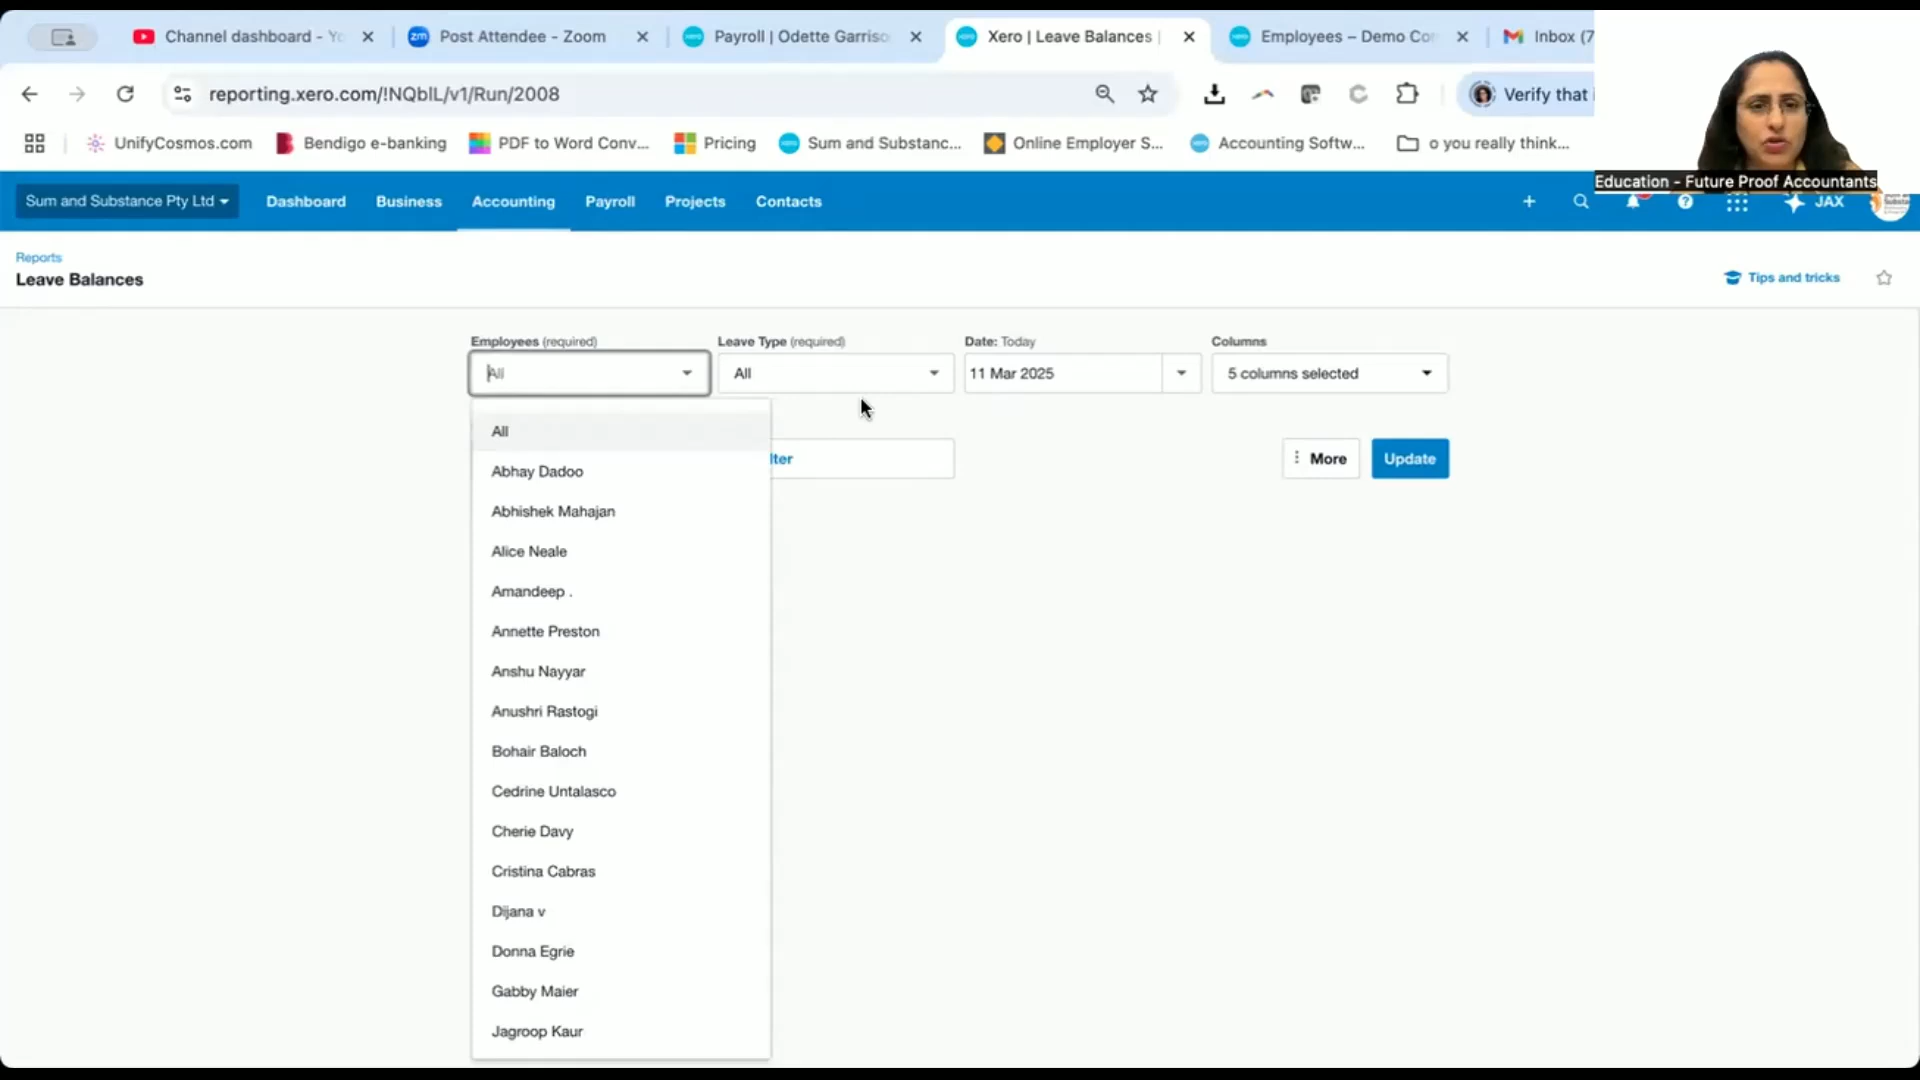 Channel dashboard - Yo
Post Attendee - Zoom
Payroll | Odette Garriso
Xero | Leave Balances |
Employees – Demo Con
Inbox (7
reporting.xero.com/!NQblL/v1/Run/2008
Verify that i
UnifyCosmos.com
Bendigo e-banking
PDF to Word Conv...
Pricing
Sum and Substanc...
Online Employer S...
Accounting Softw...
o you really think...
Education - Future Proof Accountants
Sum and Substance Pty Ltd
Dashboard
Business
Accounting
Payroll
Projects
Contacts
JAX
Reports
Leave Balances
Tips and tricks
Employees (required)
Leave Type (required)
Date: Today
Columns
All
All
11 Mar 2025
5 columns selected
lter
More
Update
All
Abhay Dadoo
Abhishek Mahajan
Alice Neale
Amandeep .
Annette Preston
Anshu Nayyar
Anushri Rastogi
Bohair Baloch
Cedrine Untalasco
Cherie Davy
Cristina Cabras
Dijana v
Donna Egrie
Gabby Maier
Jagroop Kaur